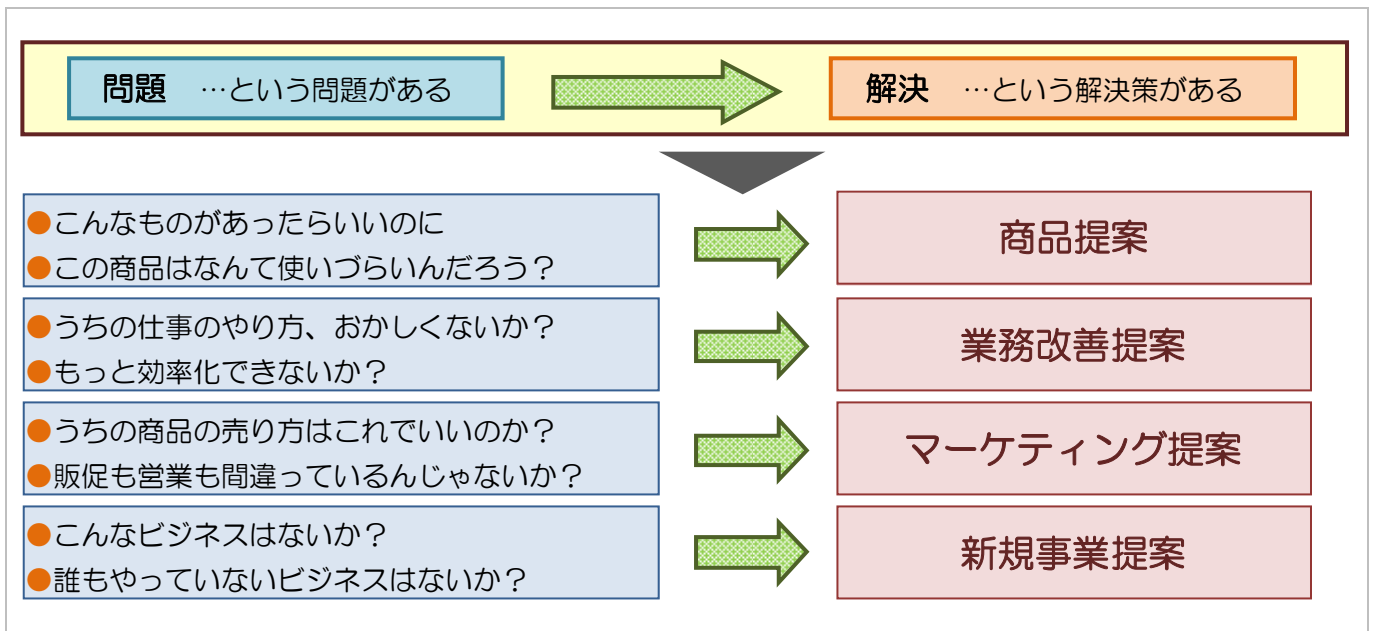 問題 …という問題がある
解決 …という解決策がある
●こんなものがあったらいいのに
●この商品はなんて使いづらいんだろう？
商品提案
●うちの仕事のやり方、おかしくないか？
●もっと効率化できないか？
業務改善提案
●うちの商品の売り方はこれでいいのか？
●販促も営業も間違っているんじゃないか？
マーケティング提案
●こんなビジネスはないか？
●誰もやっていないビジネスはないか？
新規事業提案